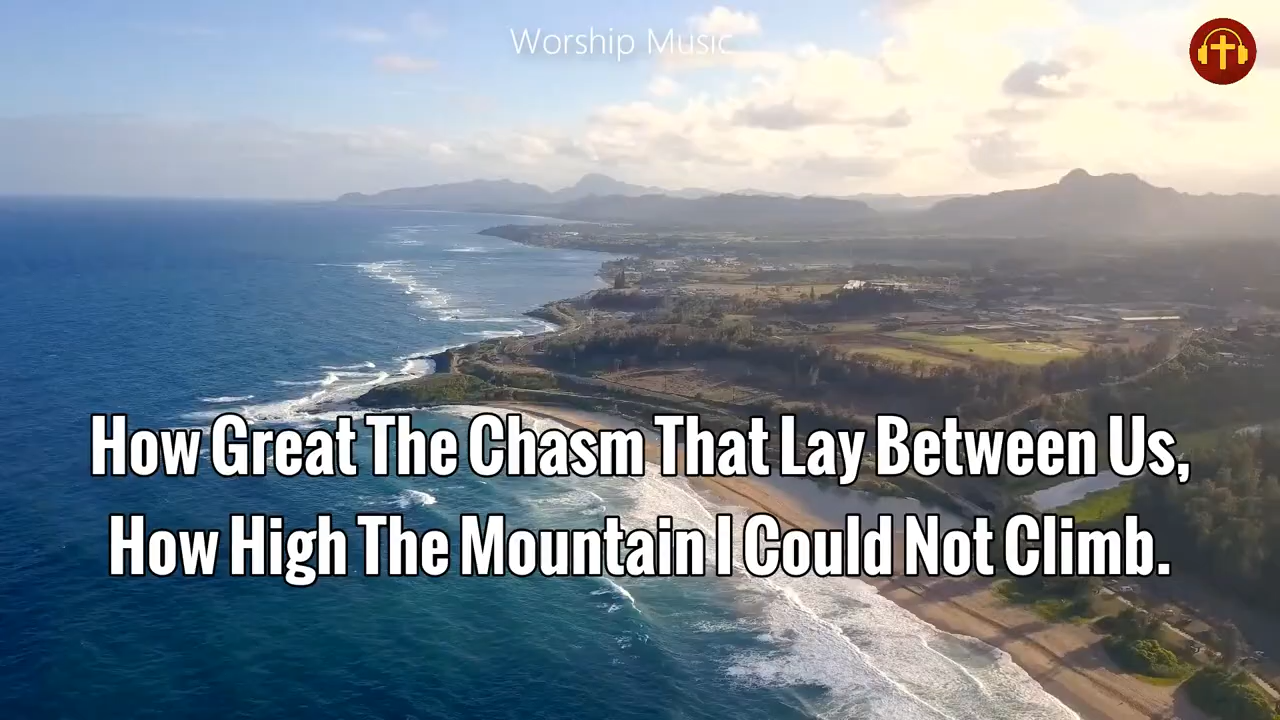 Worship Music
How Great The Chasm That Lay Between Us,
How High The Mountain I Could Not Climb.